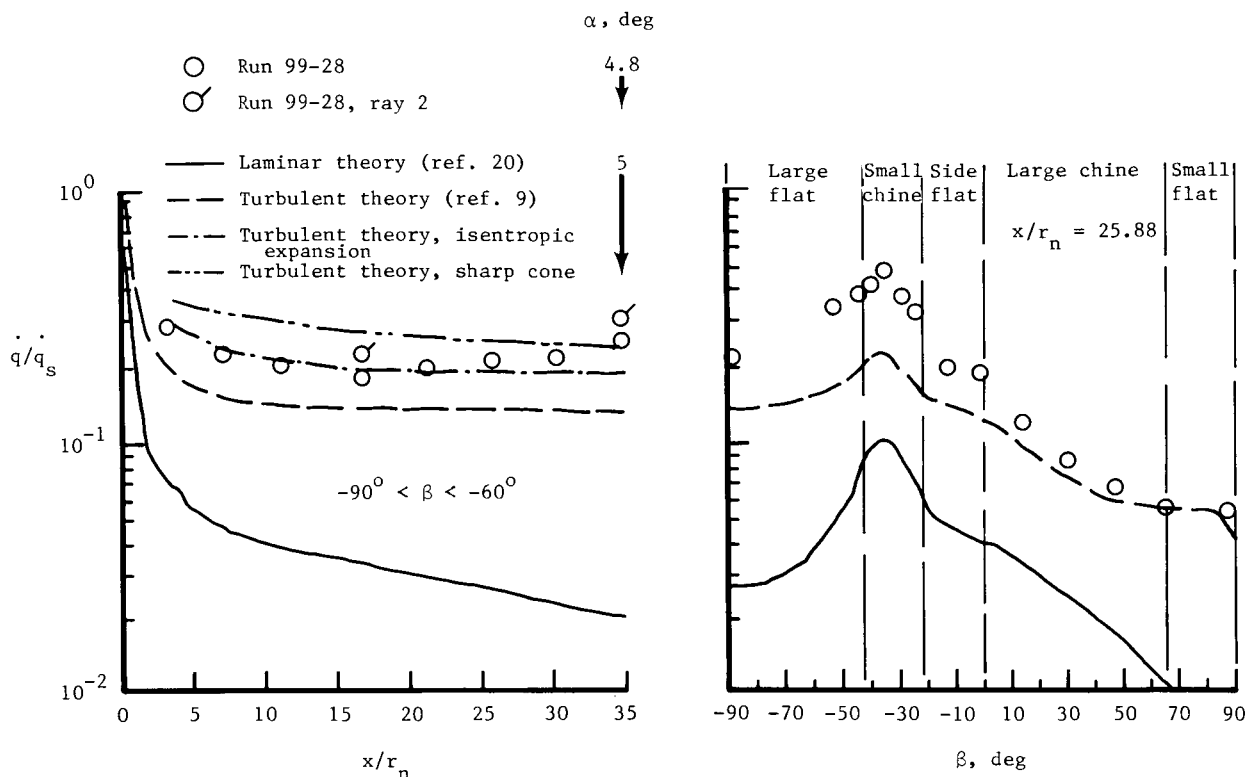 α, deg
Run 99-28
4.8
Run 99-28, ray 2
Laminar theory (ref. 20)
5
Turbulent theory (ref. 9)
Turbulent theory, isentropic
expansion
Turbulent theory, sharp cone
10^0
10^-1
10^-2
q̇/q̇_s
-90° < β < -60°
0 5 10 15 20 25 30 35
x/r_n
Large
flat
Small
chine
Side
flat
Large chine
Small
flat
x/r_n = 25.88
-90 -70 -50 -30 -10 10 30 50 70 90
β, deg